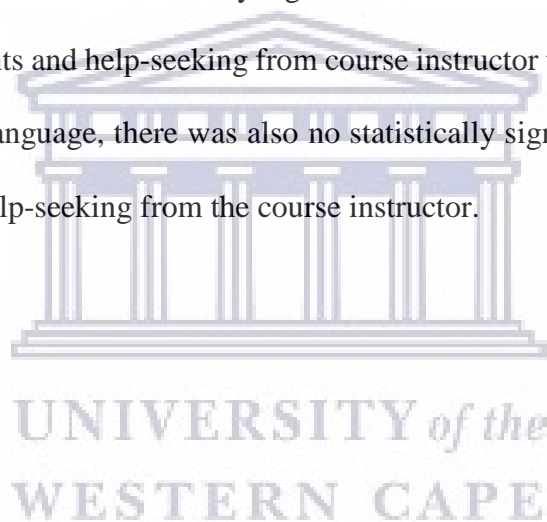 nts and help-seeking from course instructor
anguage, there was also no statistically sign
lp-seeking from the course instructor.
UNIVERSITY of the
WESTERN CAPE